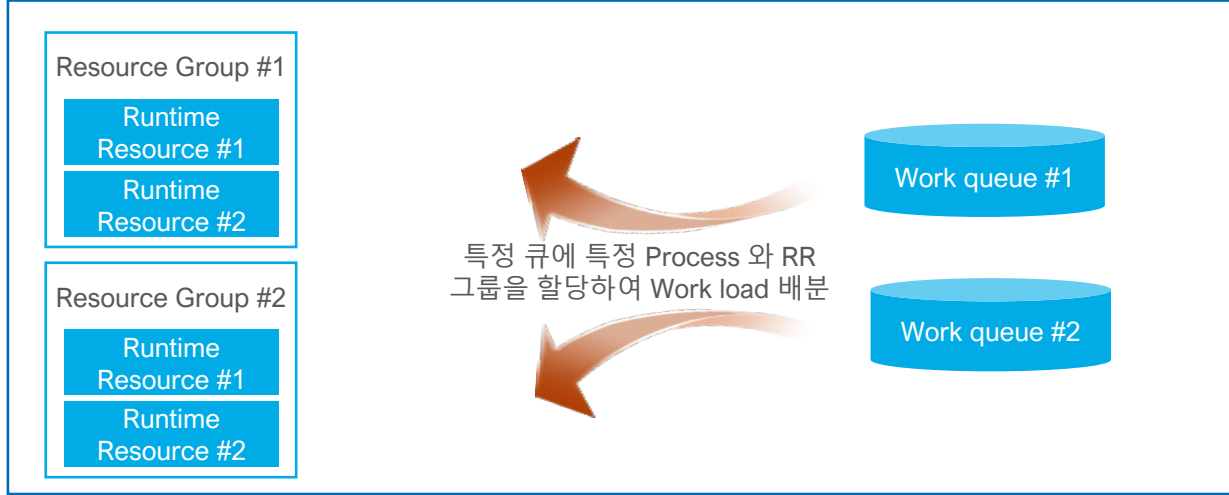 Resource Group #1
Runtime
Resource #1
Runtime
Resource #2
Resource Group #2
Runtime
Resource #1
Runtime
Resource #2
특정 큐에 특정 Process 와 RR
그룹을 할당하여 Work load 배분
Work queue #1
Work queue #2